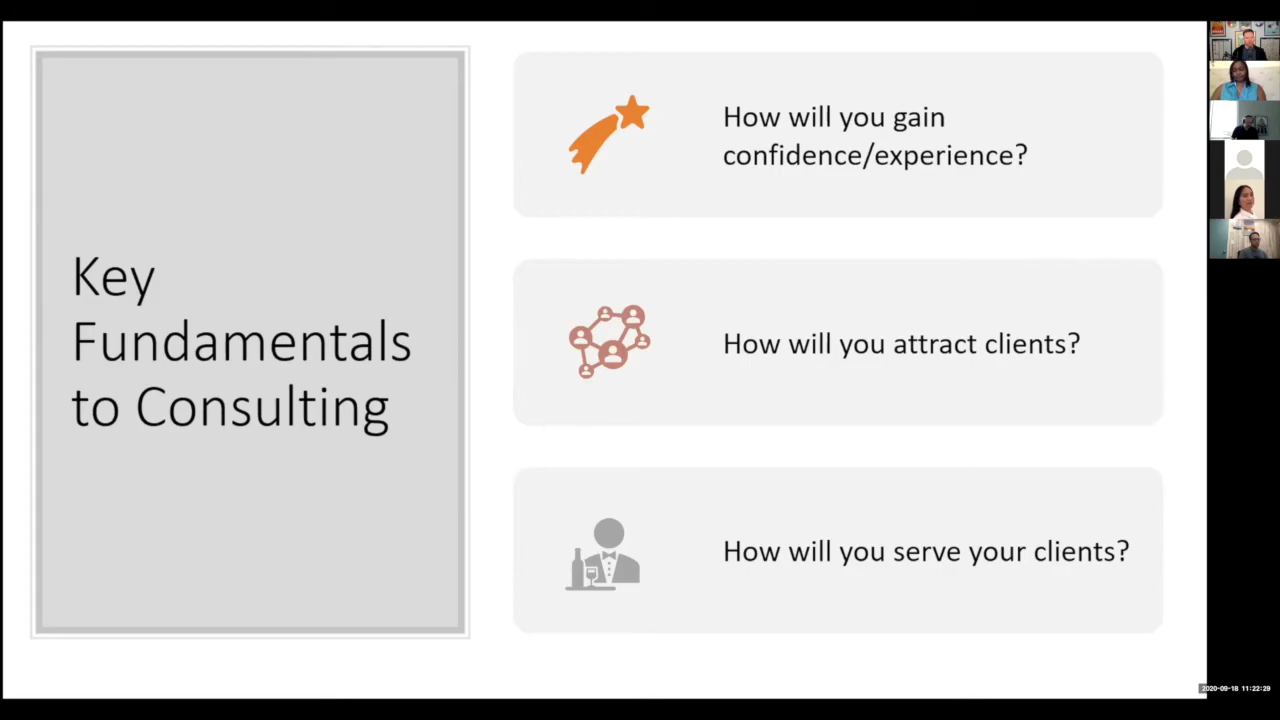 Key
Fundamentals
to Consulting
How will you gain
confidence/experience?
How will you attract clients?
How will you serve your clients?
2020-09-18 11:22:29